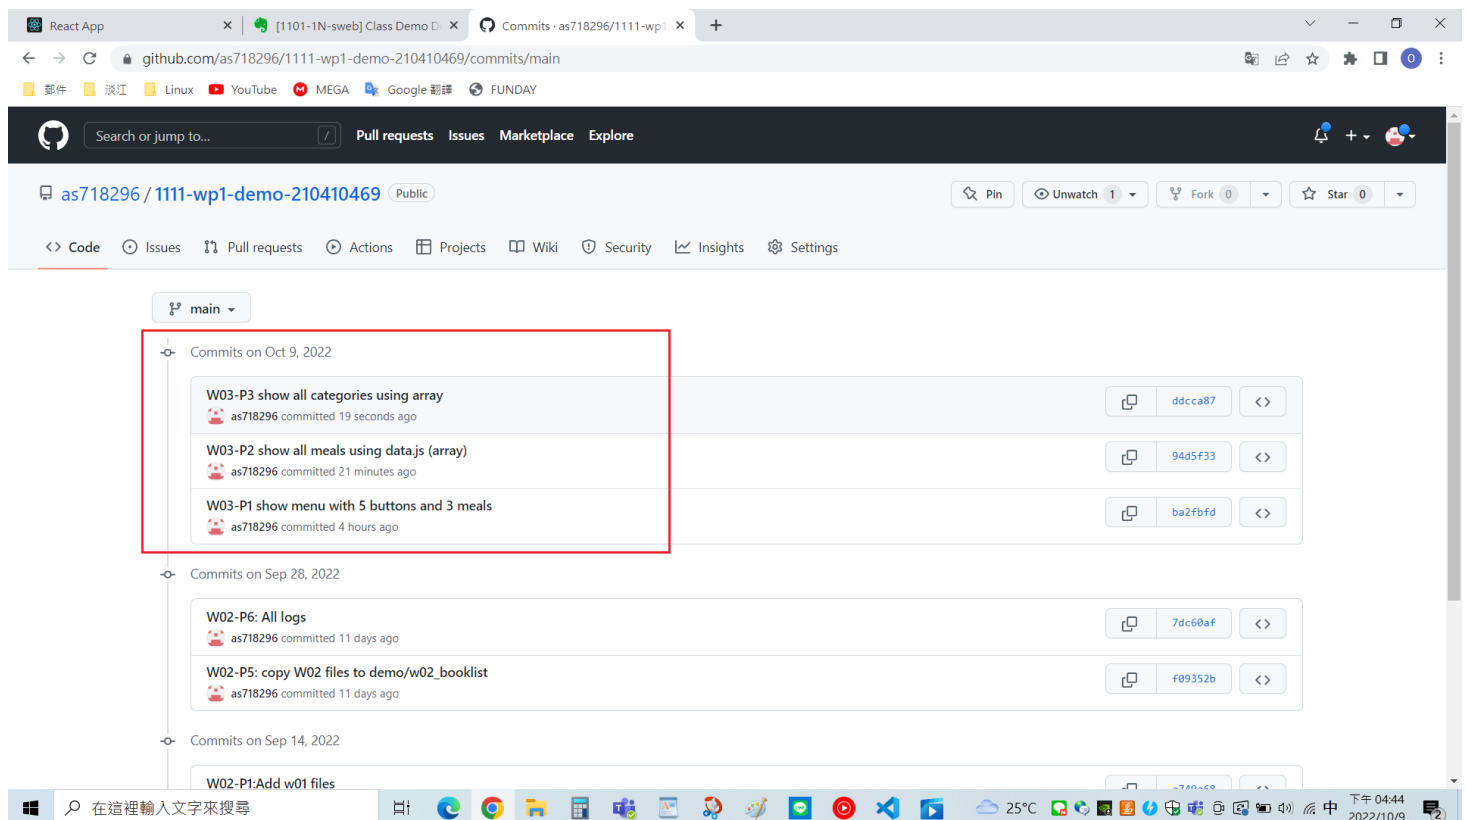 React App
[1101-1N-sweb] Class Demo D
Commits · as718296/1111-wp1
github.com/as718296/1111-wp1-demo-210410469/commits/main
郵件 淡江 Linux YouTube MEGA Google 翻譯 FUNDAY
Search or jump to... / Pull requests Issues Marketplace Explore
as718296 / 1111-wp1-demo-210410469 Public
Pin Unwatch 1 Fork 0 Star 0
Code Issues Pull requests Actions Projects Wiki Security Insights Settings
main
Commits on Oct 9, 2022
W03-P3 show all categories using array
as718296 committed 19 seconds ago
ddcca87
W03-P2 show all meals using data.js (array)
as718296 committed 21 minutes ago
94d5f33
W03-P1 show menu with 5 buttons and 3 meals
as718296 committed 4 hours ago
ba2fbfd
Commits on Sep 28, 2022
W02-P6: All logs
as718296 committed 11 days ago
7dc60af
W02-P5: copy W02 files to demo/w02_booklist
as718296 committed 11 days ago
f09352b
Commits on Sep 14, 2022
W02-P1:Add w01 files
在這裡輸入文字來搜尋
25°C
中
下午 04:44
2022/10/9
2